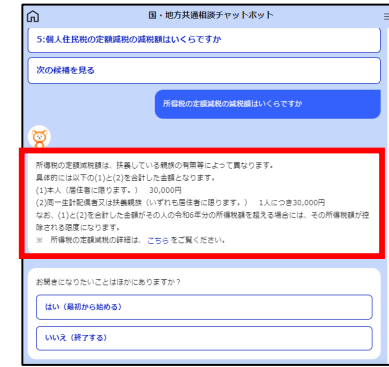 国・地方共通相談チャットボット
5:個人住民税の定額減税の減税額はいくらですか
次の候補を見る
所得税の定額減税の減税額はいくらですか
所得税の定額減税額は、扶養している親族の有無等によって異なります。
具体的には以下の(1)と(2)を合計した金額となります。
(1)本人（居住者に限ります。） 30,000円
(2)同一生計配偶者又は扶養親族（いずれも居住者に限ります。） 1人につき30,000円
なお、(1)と(2)を合計した金額がその人の令和6年分の所得税額を超える場合には、その所得税額が控
除される限度になります。
※ 所得税の定額減税の詳細は、こちらをご覧ください。
お聞きになりたいことはほかにありますか？
はい（最初から始める）
いいえ（終了する）